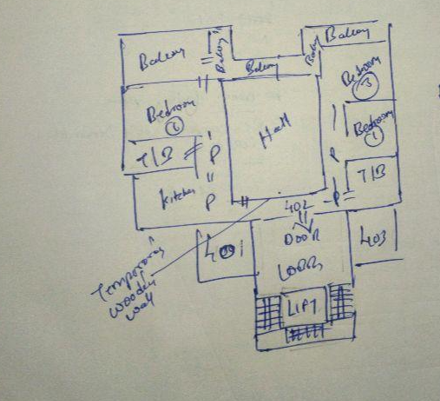 Balcony
Balcony
Balcony
Balcony
Balcony
Bedroom
②
Bedroom
③
Bedroom
①
Hall
T/B
P
P
T/B
Kitchen
P
P
402
DOOR
LOBBY
401
403
Temporary
wooden
wall
LIFT